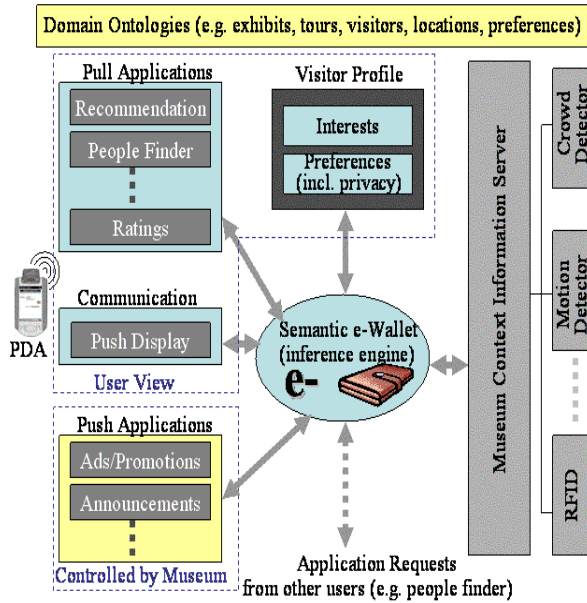 Domain Ontologies (e.g. exhibits, tours, visitors, locations, preferences)
Pull Applications
Recommendation
People Finder
Ratings
Visitor Profile
Interests
Preferences
(incl. privacy)
PDA
Communication
Push Display
User View
Semantic e-Wallet
(inference engine)
e-
Push Applications
Ads/Promotions
Announcements
Controlled by Museum
Application Requests
from other users (e.g. people finder)
Museum Context Information Server
Crowd
Detector
Motion
Detector
RFID